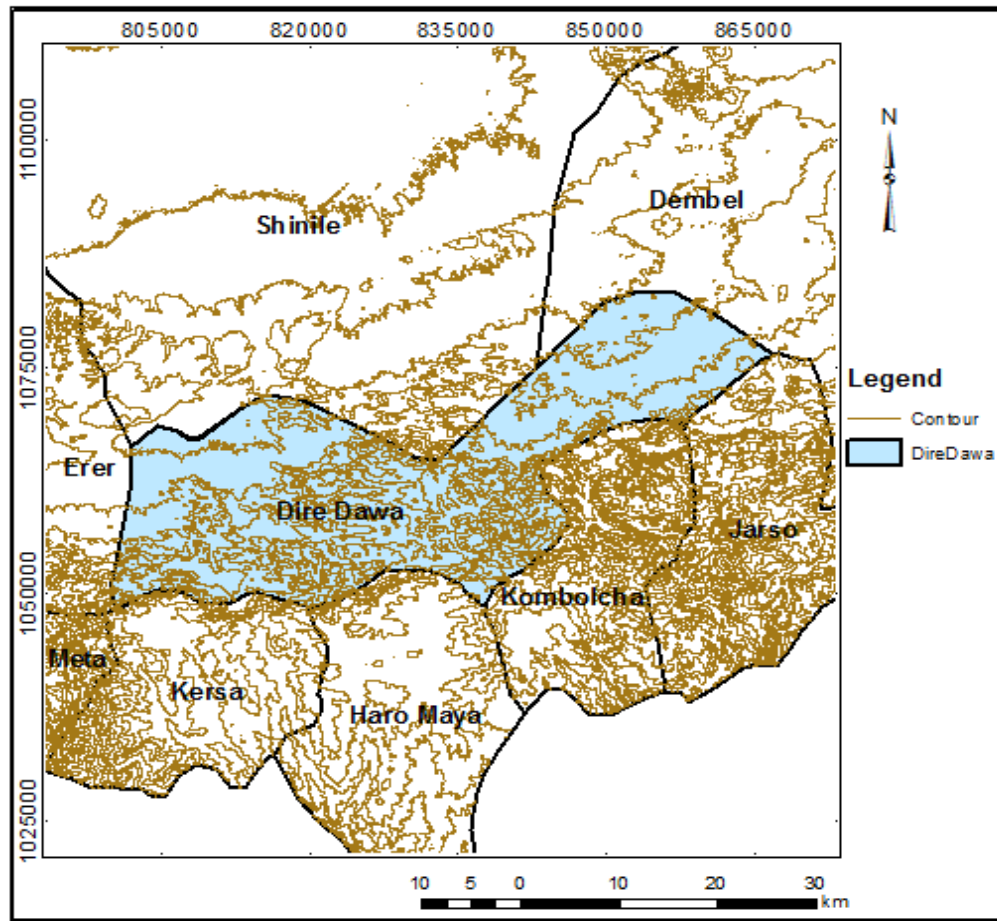 805000 820000 835000 850000 865000
1100000
1075000
1050000
1025000
N
Dembel
Shinile
Legend
Contour
DireDawa
Erer
Dire Dawa
Jarso
Kombolcha
Meta
Kersa
Haro Maya
10 5 0 10 20 30
km